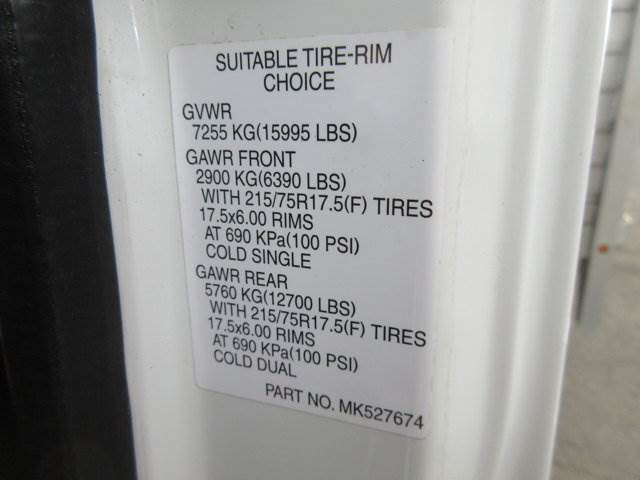 SUITABLE TIRE-RIM
CHOICE
GVWR
7255 KG(15995 LBS)
GAWR FRONT
2900 KG(6390 LBS)
WITH 215/75R17.5(F) TIRES
17.5x6.00 RIMS
AT 690 KPa(100 PSI)
COLD SINGLE
GAWR REAR
5760 KG(12700 LBS)
WITH 215/75R17.5(F) TIRES
17.5x6.00 RIMS
AT 690 KPa(100 PSI)
COLD DUAL
PART NO. MK527674